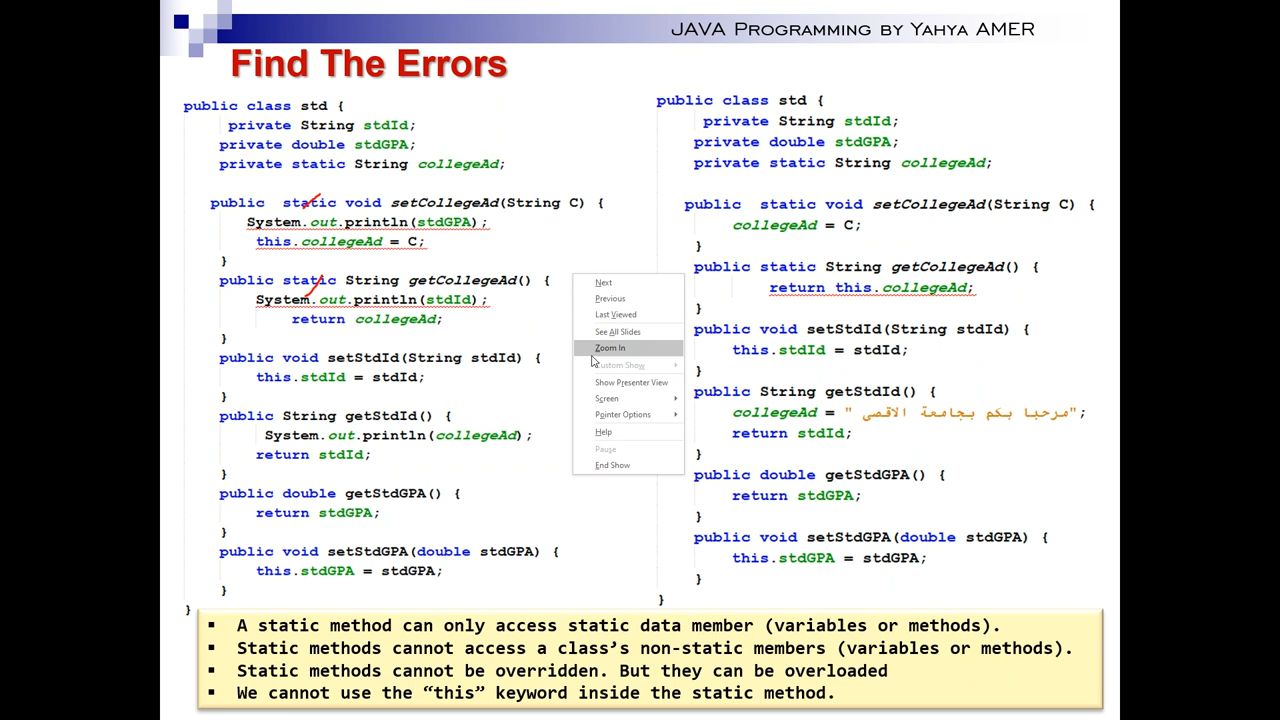 JAVA Programming by Yahya AMER
Find The Errors
public class std {
private String stdId;
private double stdGPA;
private static String collegeAd;
public static void setCollegeAd(String C) {
System.out.println(stdGPA);
this.collegeAd = C;
}
public static String getCollegeAd() {
System.out.println(stdId);
return collegeAd;
}
public void setStdId(String stdId) {
this.stdId = stdId;
}
public String getStdId() {
System.out.println(collegeAd);
return stdId;
}
public double getStdGPA() {
return stdGPA;
}
public void setStdGPA(double stdGPA) {
this.stdGPA = stdGPA;
}
}
Next
Previous
Last Viewed
See All Slides
Zoom In
Custom Show
Show Presenter View
Screen
Pointer Options
Help
Pause
End Show
public class std {
private String stdId;
private double stdGPA;
private static String collegeAd;
public static void setCollegeAd(String C) {
collegeAd = C;
}
public static String getCollegeAd() {
return this.collegeAd;
}
public void setStdId(String stdId) {
this.stdId = stdId;
}
public String getStdId() {
collegeAd = "مرحبا بكم بجامعة الاقصى ";
return stdId;
}
public double getStdGPA() {
return stdGPA;
}
public void setStdGPA(double stdGPA) {
this.stdGPA = stdGPA;
}
}
▪ A static method can only access static data member (variables or methods).
▪ Static methods cannot access a class’s non-static members (variables or methods).
▪ Static methods cannot be overridden. But they can be overloaded
▪ We cannot use the “this” keyword inside the static method.